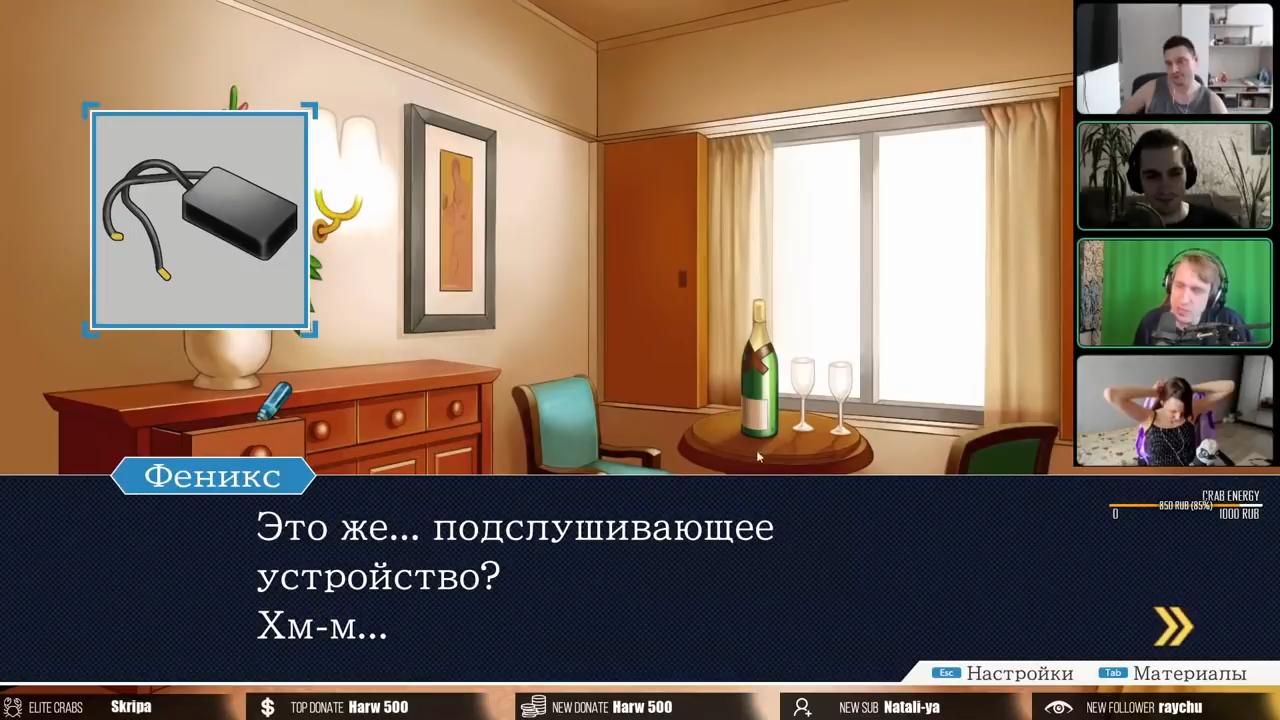 Феникс
Это же... подслушивающее
устройство?
Хм-м...
CRAB ENERGY
850 RUB (85%)
0
1000 RUB
Esc Настройки
Tab Материалы
ELITE CRABS Skripa
TOP DONATE Harw 500
NEW DONATE Harw 500
NEW SUB Natali-ya
NEW FOLLOWER raychu